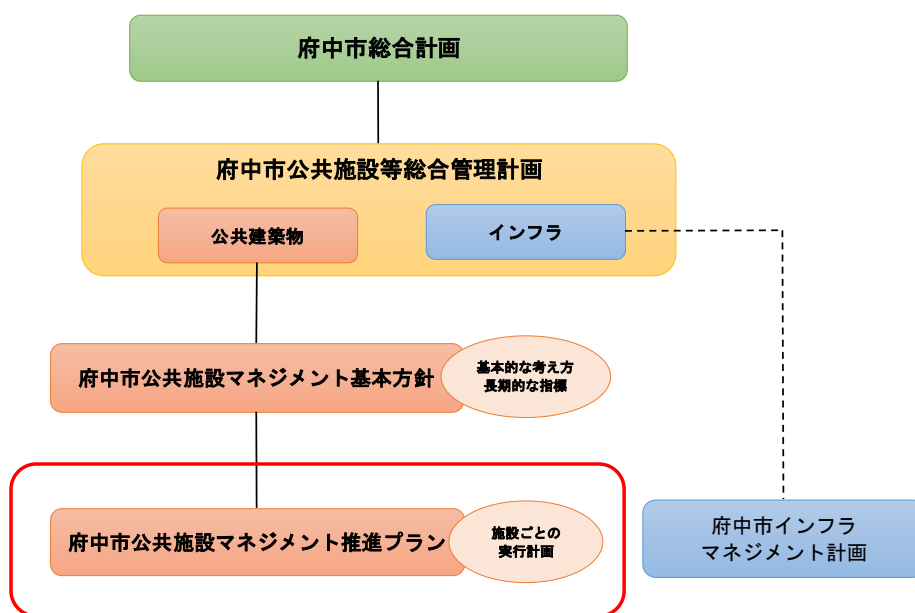 府中市総合計画
府中市公共施設等総合管理計画
公共建築物
インフラ
府中市公共施設マネジメント基本方針
基本的な考え方
長期的な指標
府中市公共施設マネジメント推進プラン
施設ごとの
実行計画
府中市インフラ
マネジメント計画